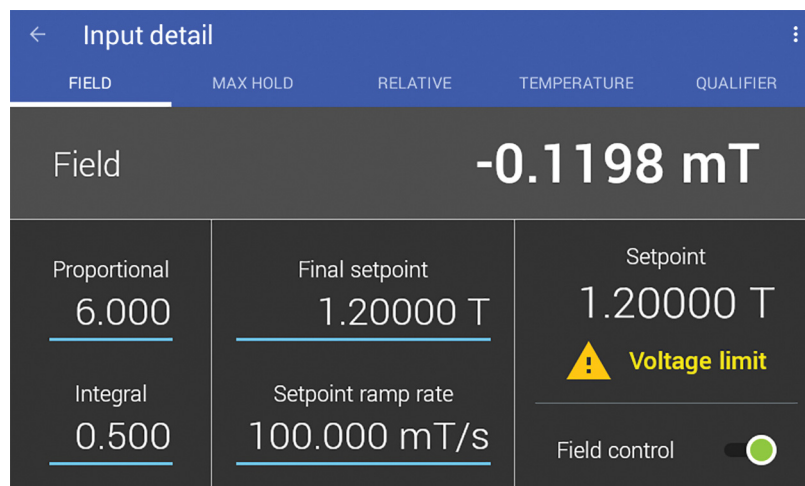 Input detail
FIELD MAX HOLD RELATIVE TEMPERATURE QUALIFIER
Field -0.1198 mT
Proportional
6.000
Integral
0.500
Final setpoint
1.20000 T
Setpoint ramp rate
100.000 mT/s
Setpoint
1.20000 T
Voltage limit
Field control